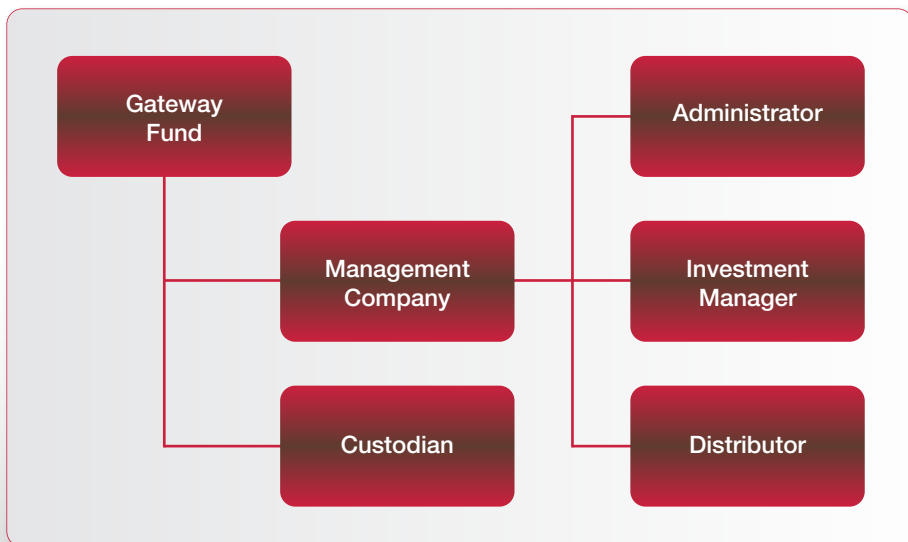 Gateway
Fund
Administrator
Management
Company
Investment
Manager
Custodian
Distributor